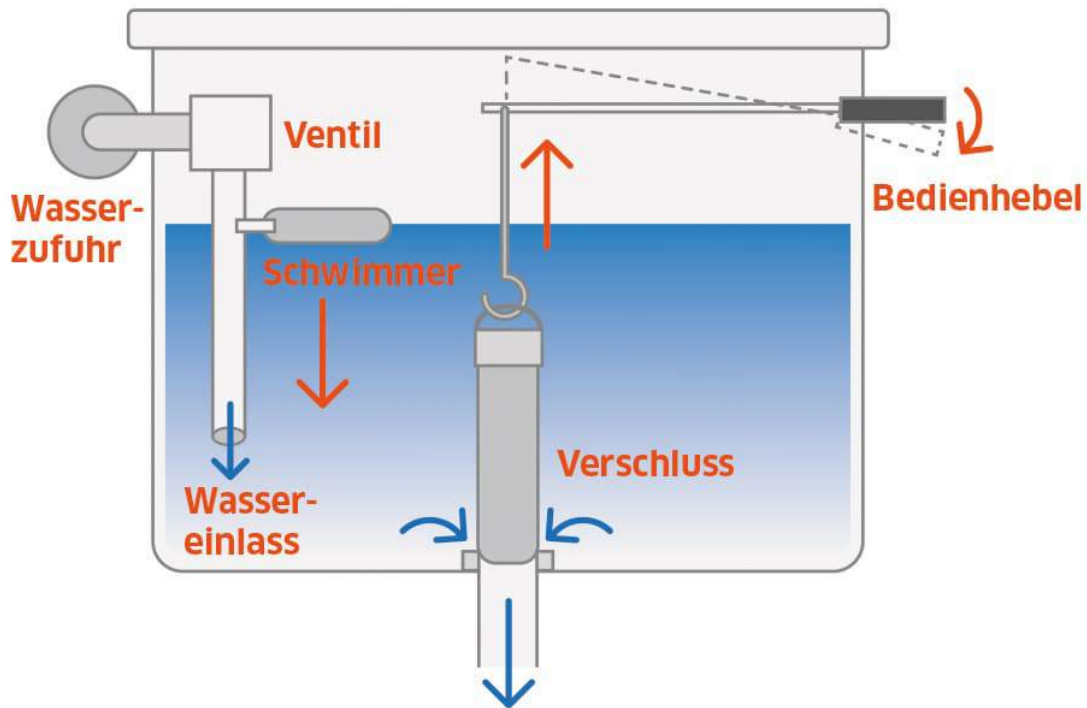 Ventil
Wasser-
zufuhr
Bedienhebel
Schwimmer
Verschluss
Wasser-
einlass